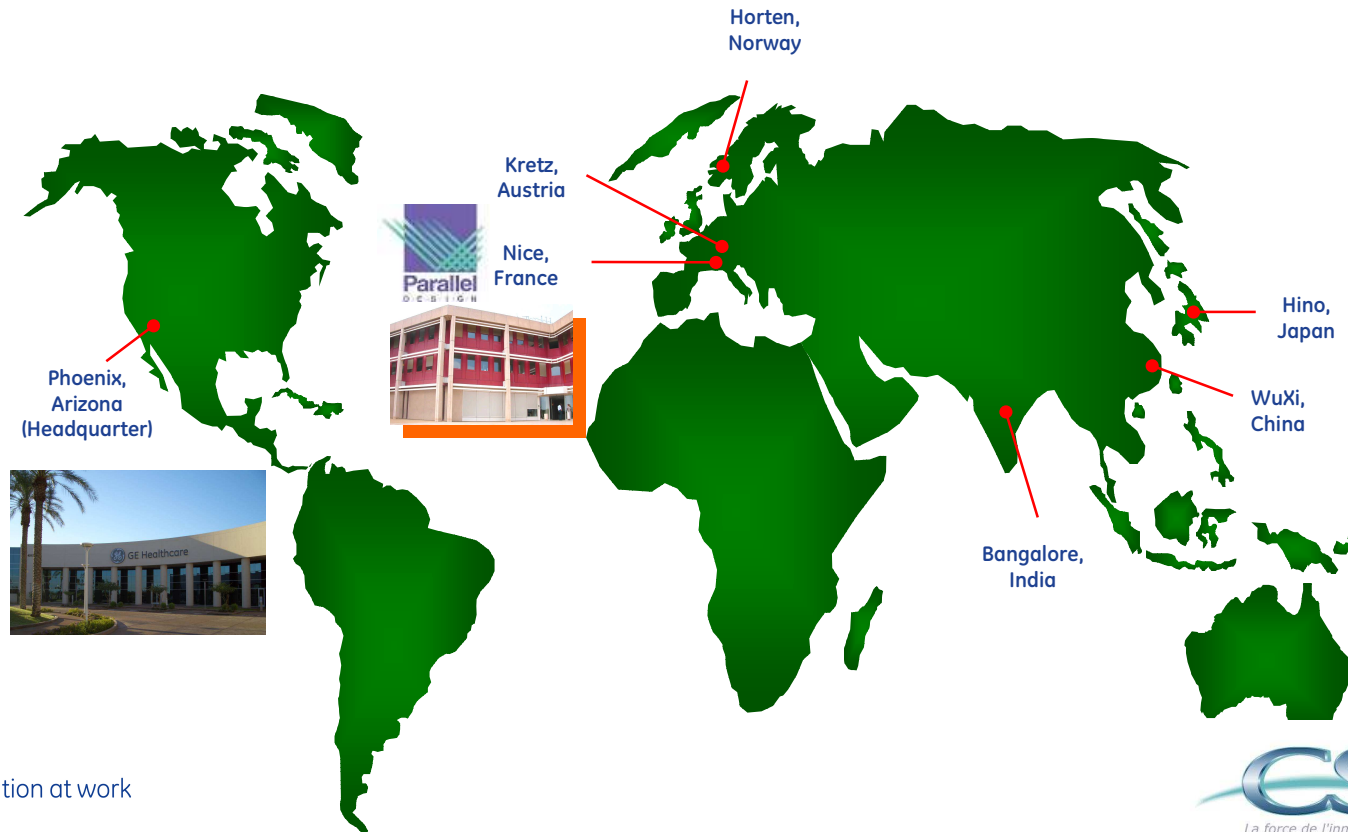 Horten,
Norway
Kretz,
Austria
Parallel
DESIGN
Nice,
France
Hino,
Japan
Phoenix,
Arizona
(Headquarter)
WuXi,
China
GE Healthcare
Bangalore,
India
tion at work
CS
La force de l'inn